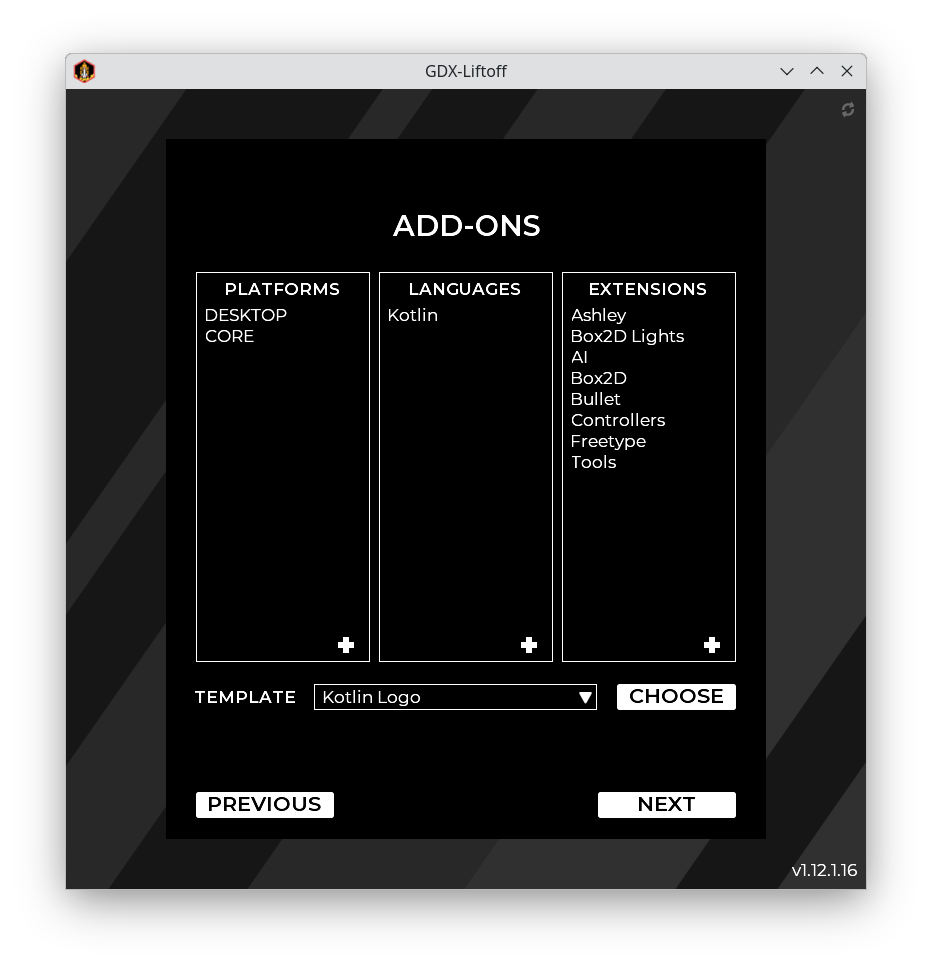 GDX-Liftoff
ADD-ONS
PLATFORMS
DESKTOP
CORE
LANGUAGES
Kotlin
EXTENSIONS
Ashley
Box2D Lights
AI
Box2D
Bullet
Controllers
Freetype
Tools
TEMPLATE Kotlin Logo CHOOSE
PREVIOUS NEXT
v1.12.1.16